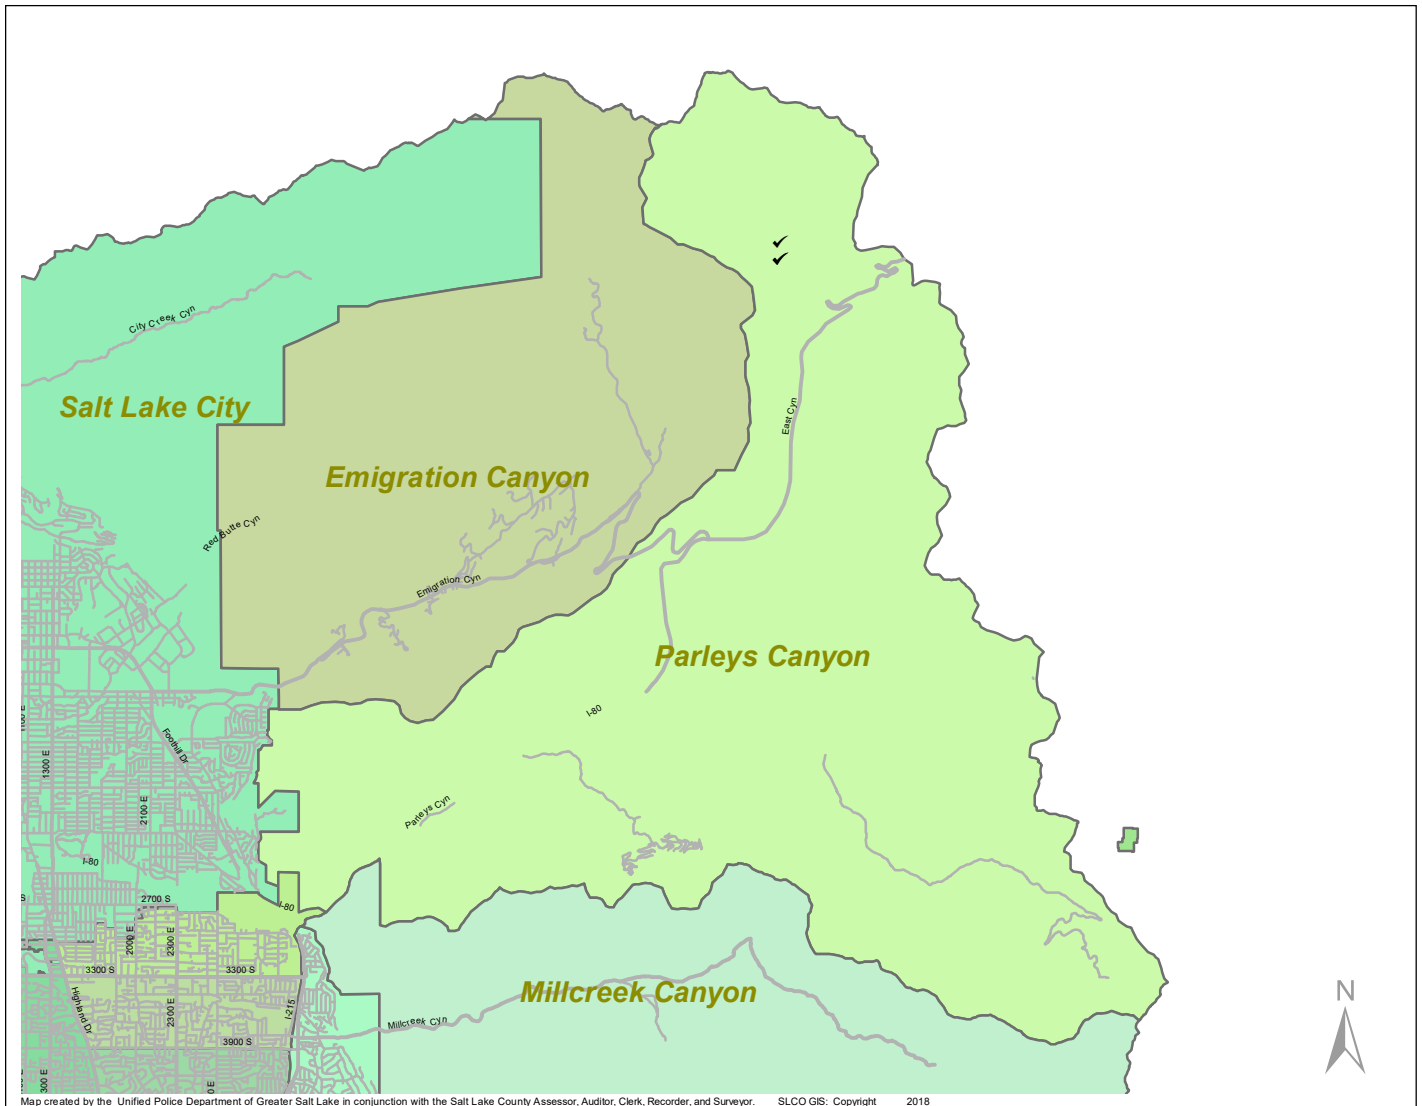 City Creek Cyn
Salt Lake City
East Cyn
Emigration Canyon
Red Butte Cyn
Emigration Cyn
Parleys Canyon
I-80
Foothill Dr
1300 E
2100 E
Parleys Cyn
I-80
2700 S
S
I-80
2000 E
2300 E
3300 S
3300 S
Millcreek Canyon
N
Highland Dr
2300 E
I-215
Millcreek Cyn
3900 S
300 E
E
Map created by the Unified Police Department of Greater Salt Lake in conjunction with the Salt Lake County Assessor, Auditor, Clerk, Recorder, and Surveyor. SLCO GIS: Copyright 2018